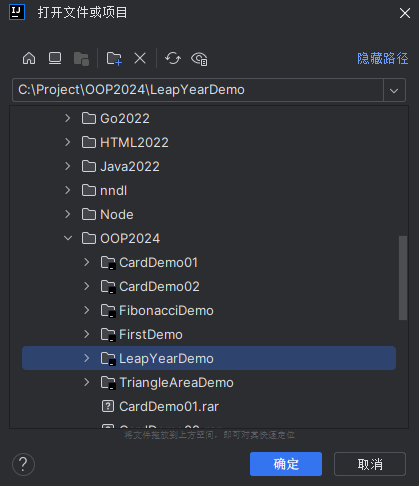 IJ
打开文件或项目
隐藏路径
C:\Project\OOP2024\LeapYearDemo
Go2022
HTML2022
Java2022
nndl
Node
OOP2024
CardDemo01
CardDemo02
FibonacciDemo
FirstDemo
LeapYearDemo
TriangleAreaDemo
CardDemo01.rar
将文件拖放到上方空间，即可对其快速定位
?
确定
取消